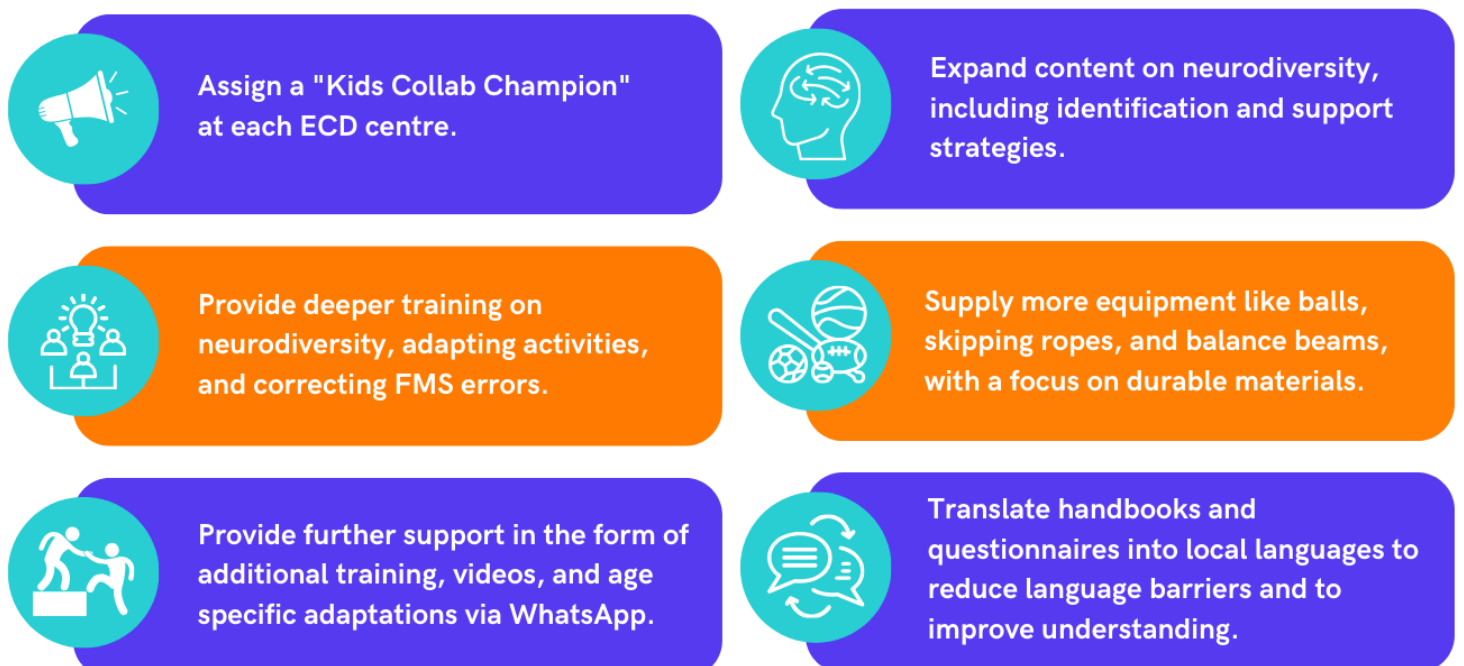 Assign a "Kids Collab Champion"
at each ECD centre.
Expand content on neurodiversity,
including identification and support
strategies.
Provide deeper training on
neurodiversity, adapting activities,
and correcting FMS errors.
Supply more equipment like balls,
skipping ropes, and balance beams,
with a focus on durable materials.
Provide further support in the form of
additional training, videos, and age
specific adaptations via WhatsApp.
Translate handbooks and
questionnaires into local languages to
reduce language barriers and to
improve understanding.